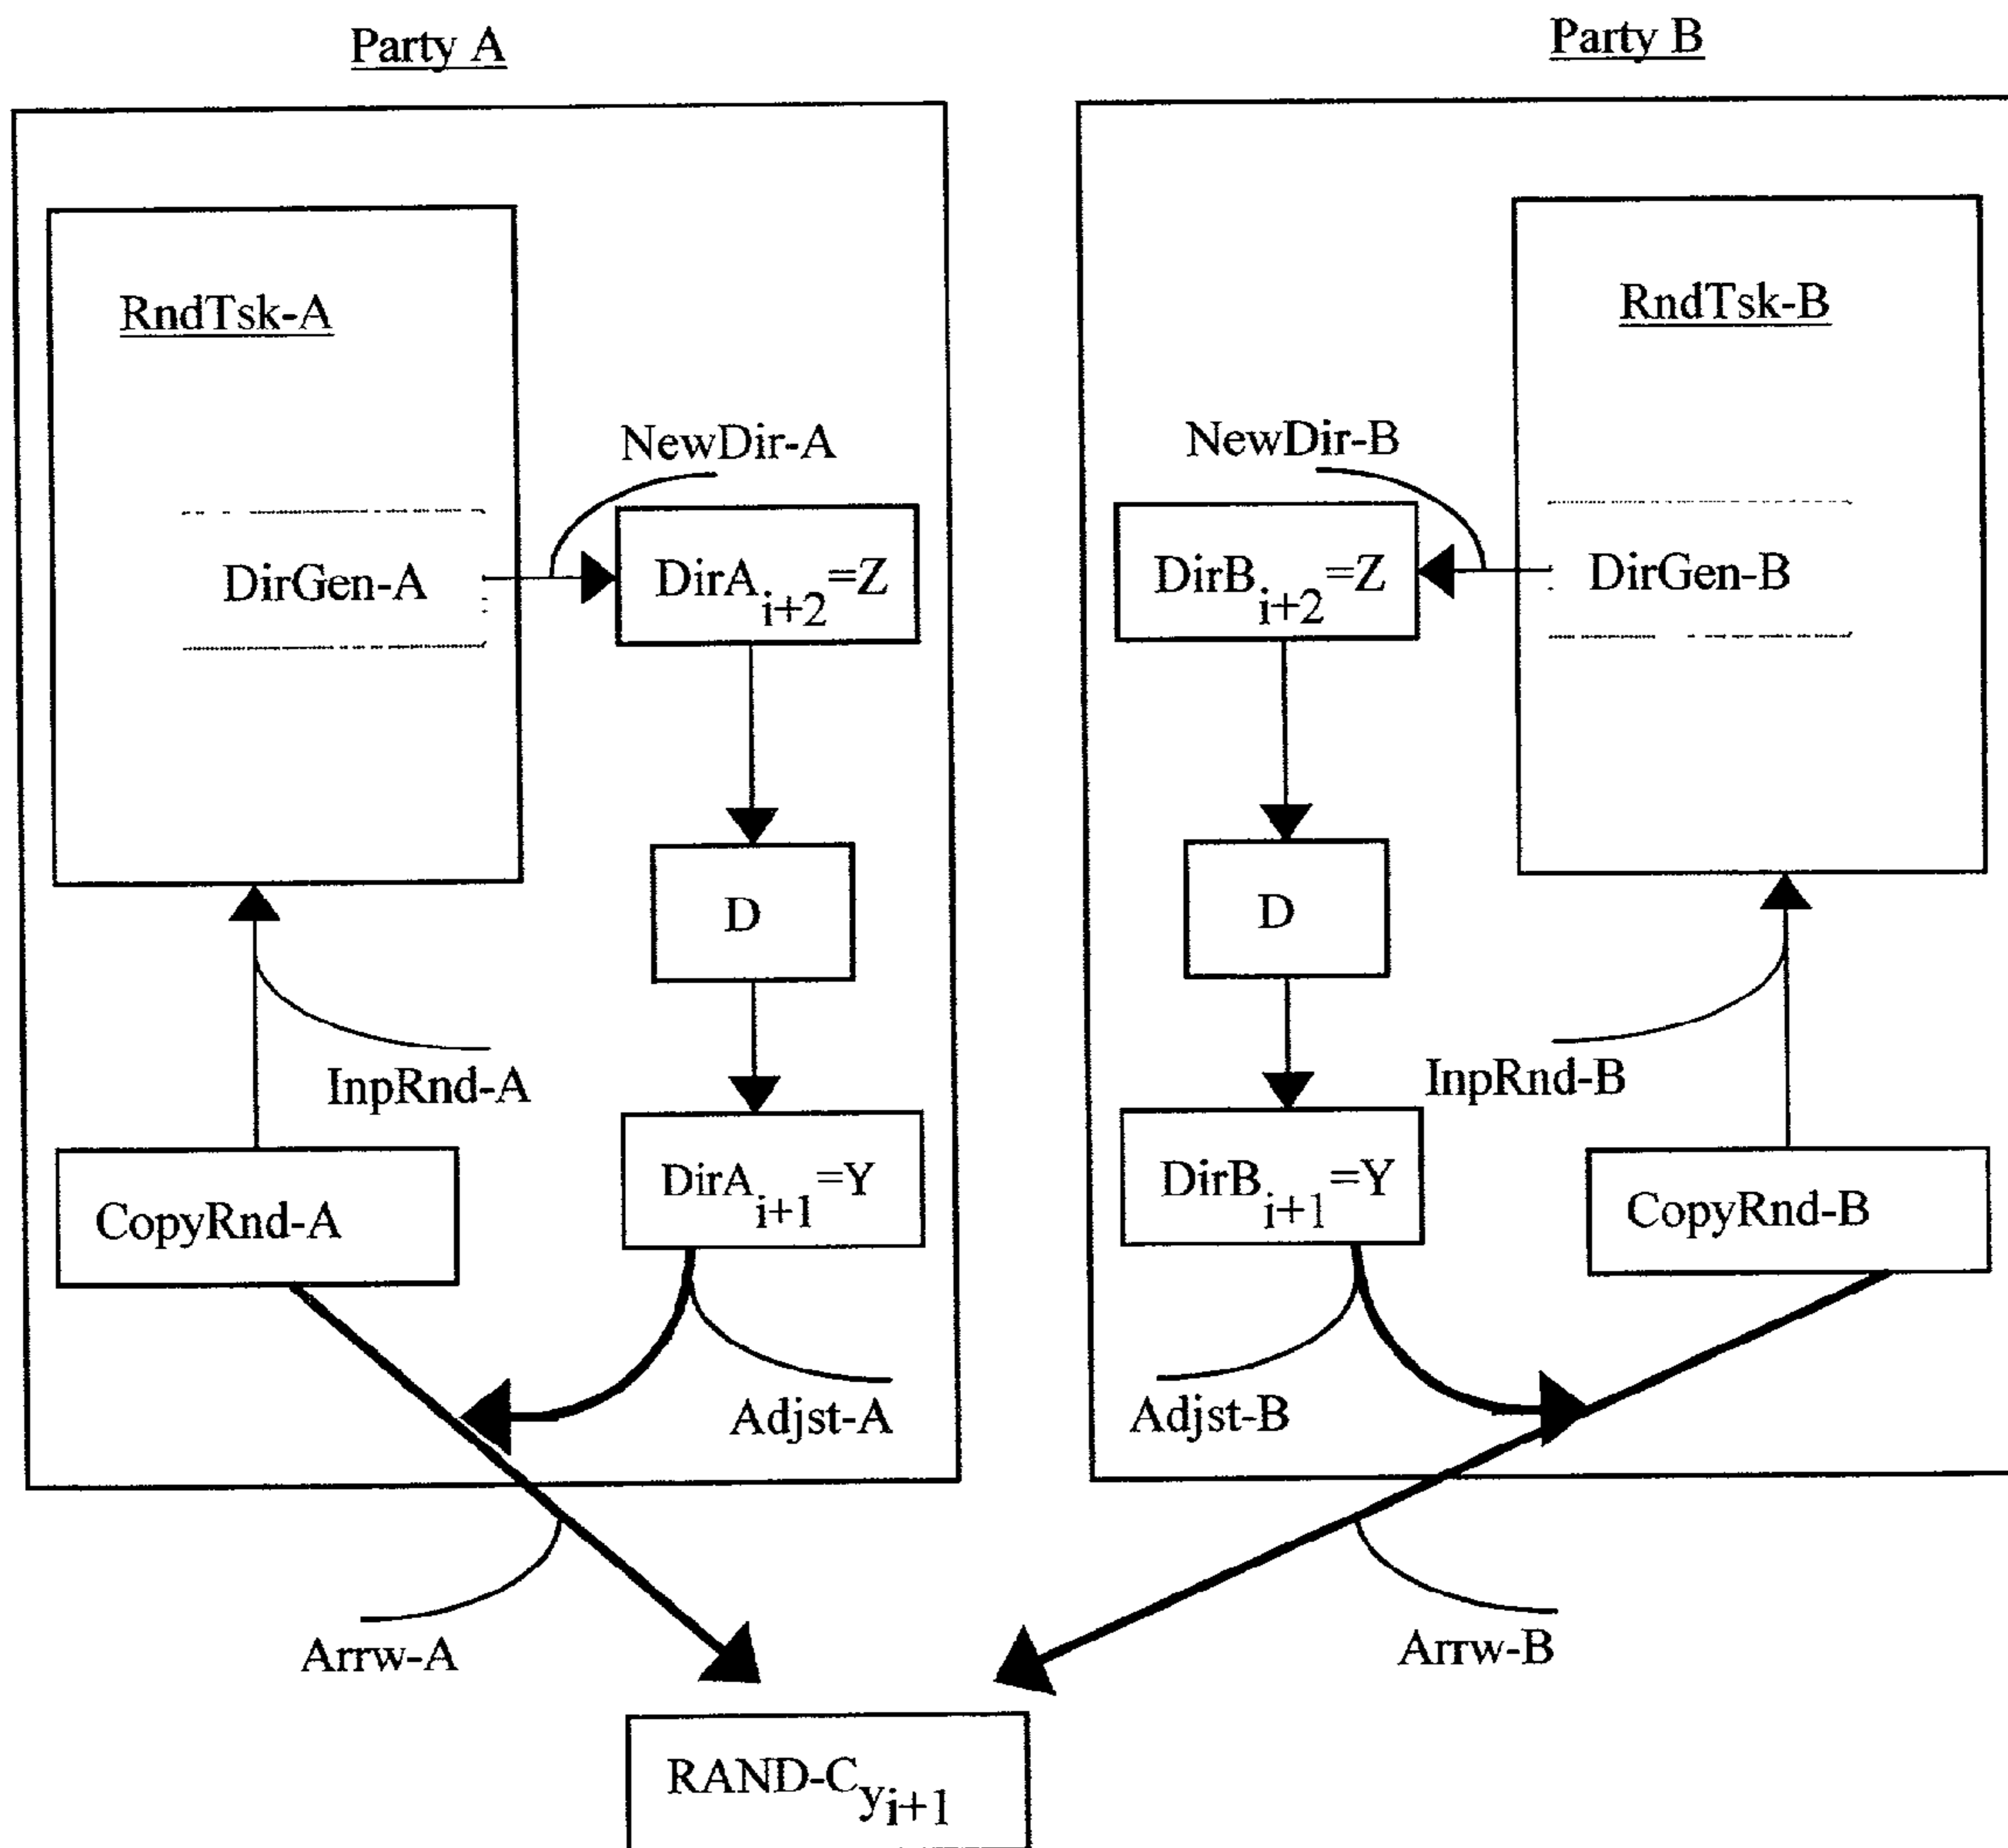 Party A
Party B
RndTsk-A
RndTsk-B
NewDir-A
NewDir-B
DirGen-A
DirA i+2 =Z
DirB i+2 =Z
DirGen-B
D
D
InpRnd-A
InpRnd-B
CopyRnd-A
DirA i+1 =Y
DirB i+1 =Y
CopyRnd-B
Adjst-A
Adjst-B
Arrw-A
Arrw-B
RAND-C y i+1